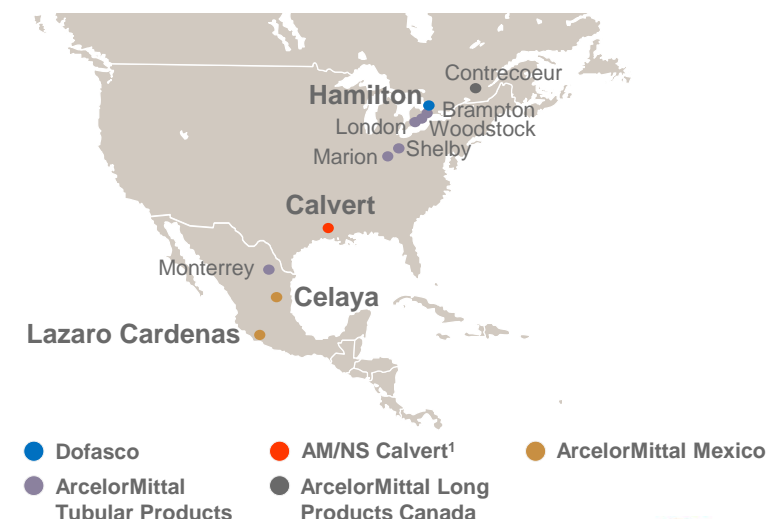 Contrecoeur
Hamilton
Brampton
London
Woodstock
Shelby
Marion
Calvert
Monterrey
Celaya
Lazaro Cardenas
Dofasco
AM/NS Calvert¹
ArcelorMittal Mexico
ArcelorMittal
Tubular Products
ArcelorMittal Long
Products Canada